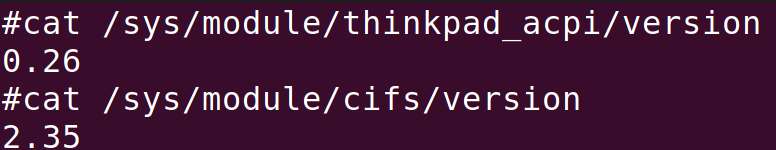 #cat /sys/module/thinkpad_acpi/version
0.26
#cat /sys/module/cifs/version
2.35